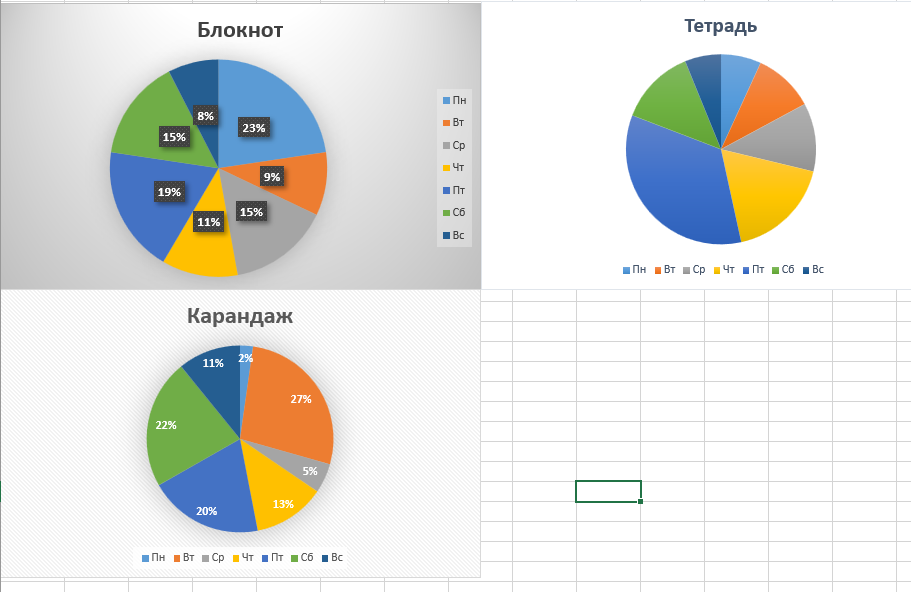 Блокнот
8%
23%
15%
9%
19%
15%
11%
Пн
Вт
Ср
Чт
Пт
Сб
Вс
Тетрадь
Пн Вт Ср Чт Пт Сб Вс
Карандаж
11% 2%
27%
22%
5%
13%
20%
Пн Вт Ср Чт Пт Сб Вс